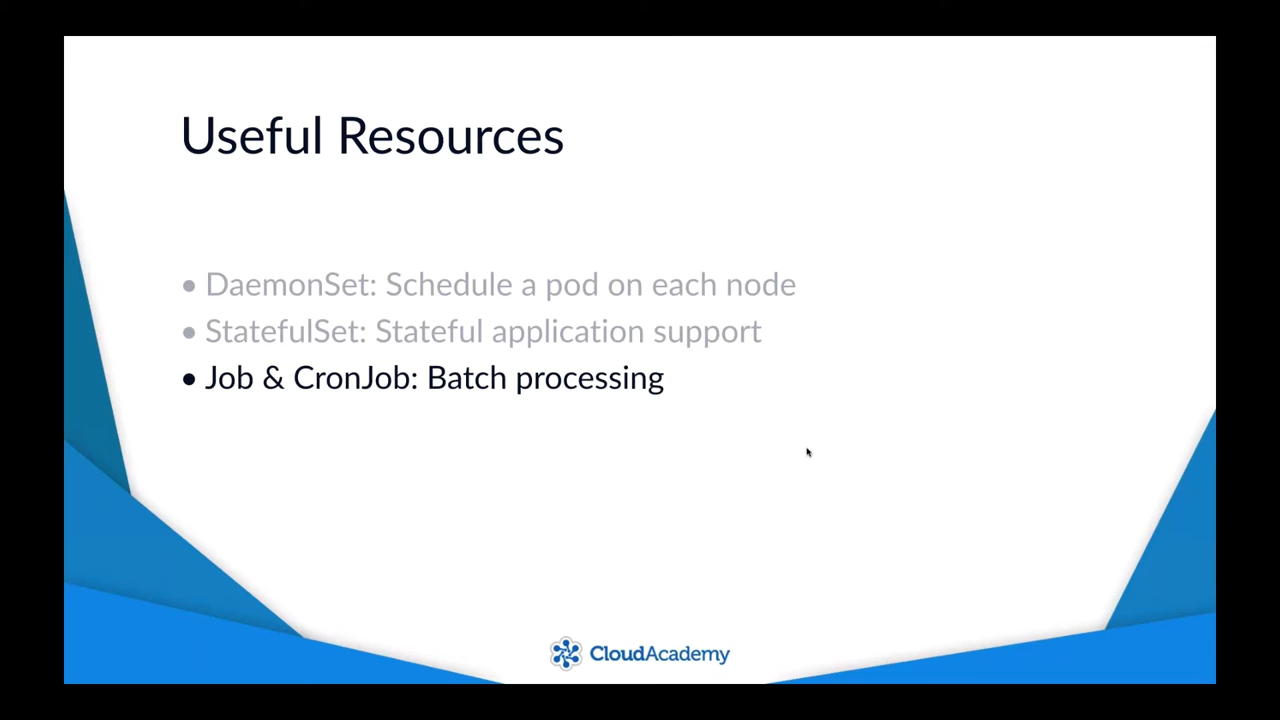 Useful Resources
• DaemonSet: Schedule a pod on each node
• StatefulSet: Stateful application support
• Job & CronJob: Batch processing
CloudAcademy